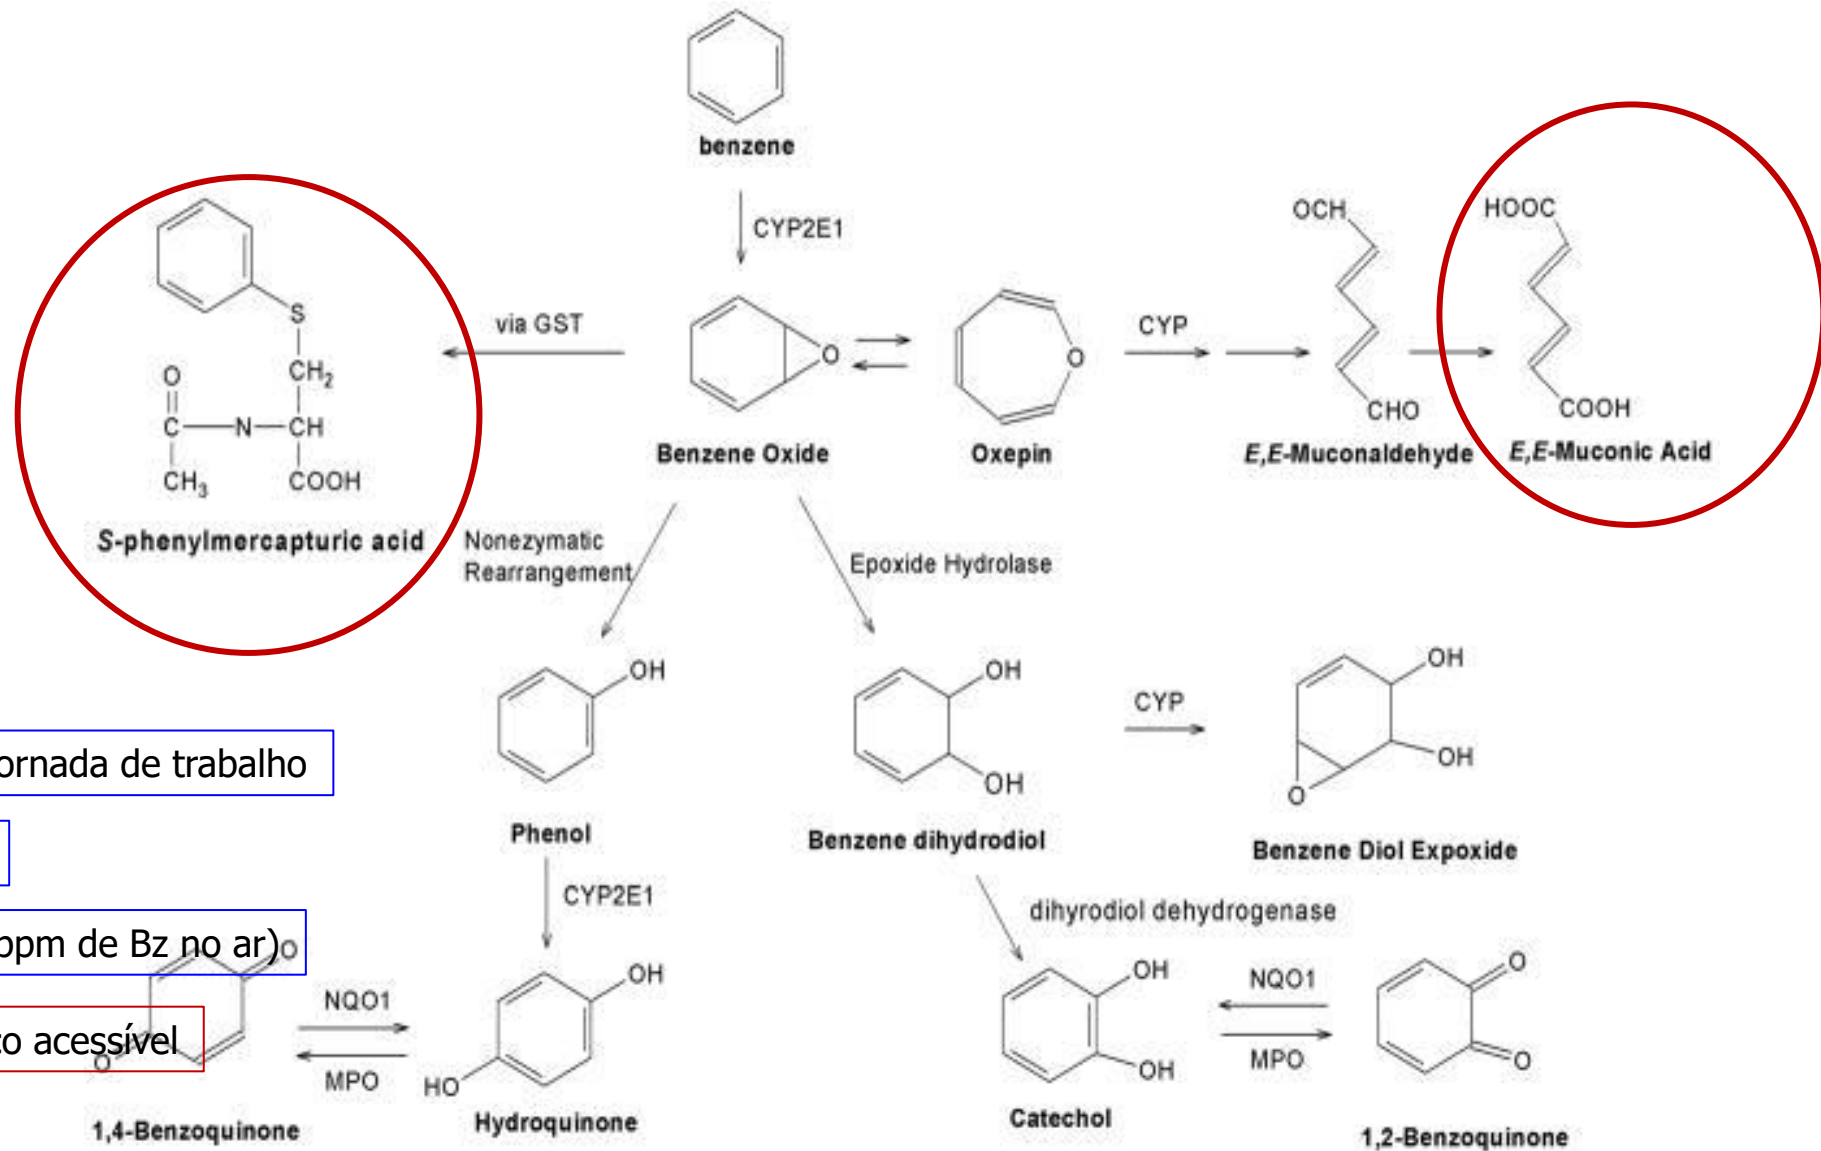 benzene
CYP2E1
OCH
HOOC
S
via GST
O
O
CYP
O
CH2
C
N
CH
CHO
COOH
CH3
COOH
Benzene Oxide
Oxepin
E,E-Muconaldehyde
E,E-Muconic Acid
S-phenylmercapturic acid
Nonezymatic
Rearrangement
Epoxide Hydrolase
OH
OH
OH
CYP
OH
OH
O
ornada de trabalho
Phenol
Benzene dihydrodiol
Benzene Diol Expoxide
CYP2E1
dihyrodiol dehydrogenase
ppm de Bz no ar)
O
OH
OH
O
NQO1
NQO1
co acessível
O
MPO
HO
MPO
OH
O
1,4-Benzoquinone
Hydroquinone
Catechol
1,2-Benzoquinone